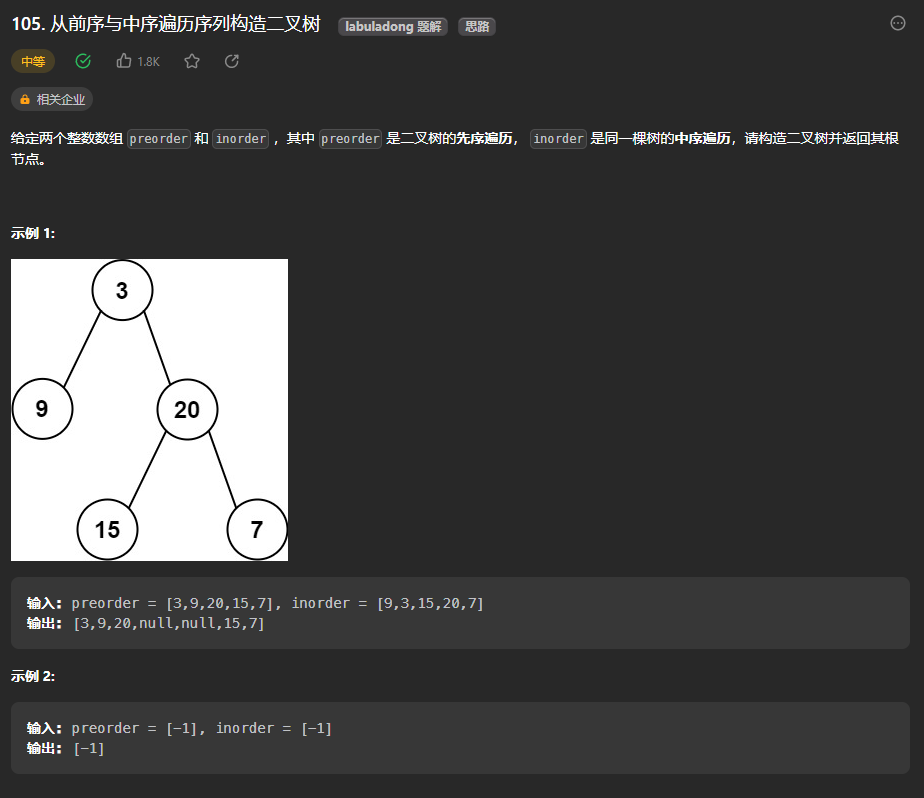 105. 从前序与中序遍历序列构造二叉树 labuladong 题解 思路
中等 1.8K
相关企业
给定两个整数数组 preorder 和 inorder ，其中 preorder 是二叉树的先序遍历， inorder 是同一棵树的中序遍历，请构造二叉树并返回其根
节点。
示例 1:
3
9 20
15 7
输入: preorder = [3,9,20,15,7], inorder = [9,3,15,20,7]
输出: [3,9,20,null,null,15,7]
示例 2:
输入: preorder = [-1], inorder = [-1]
输出: [-1]